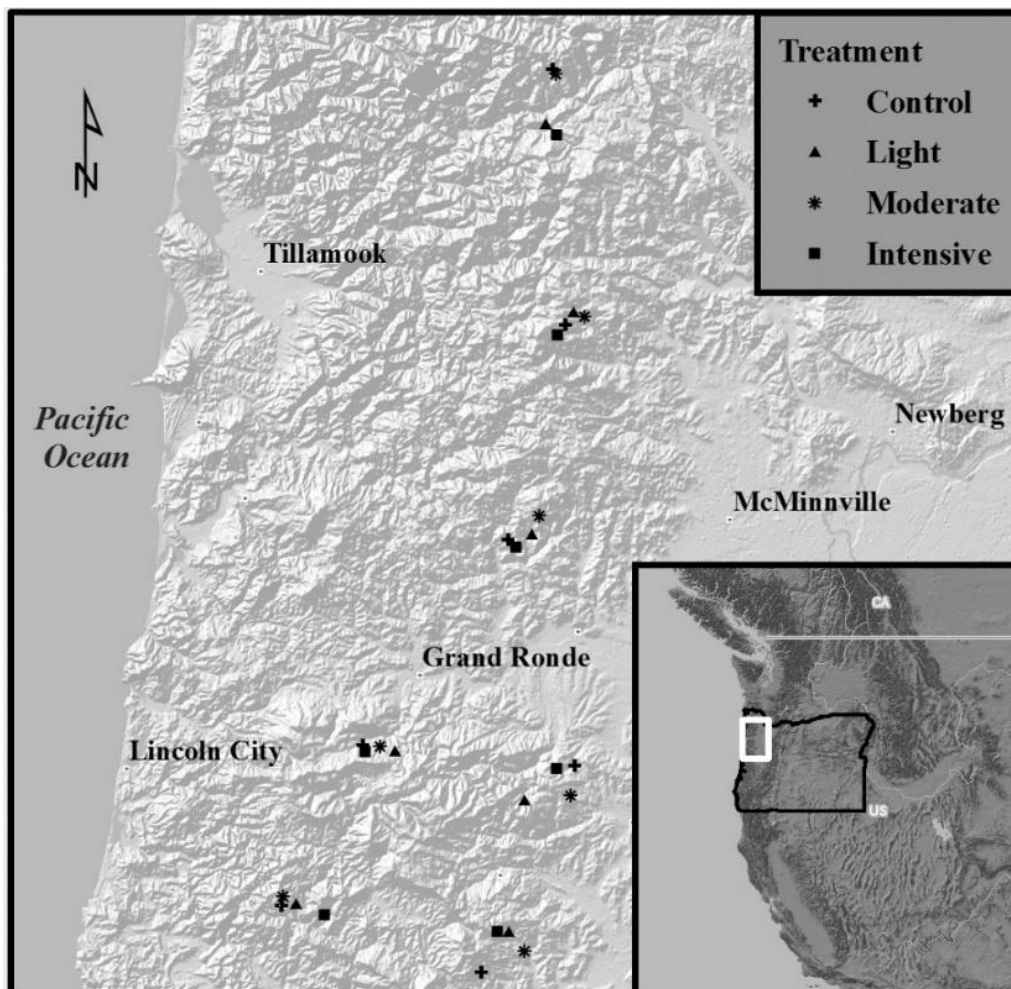 Treatment
Control
Light
Moderate
Intensive
N
Tillamook
Pacific
Ocean
Newberg
McMinnville
Grand Ronde
Lincoln City
CA
US